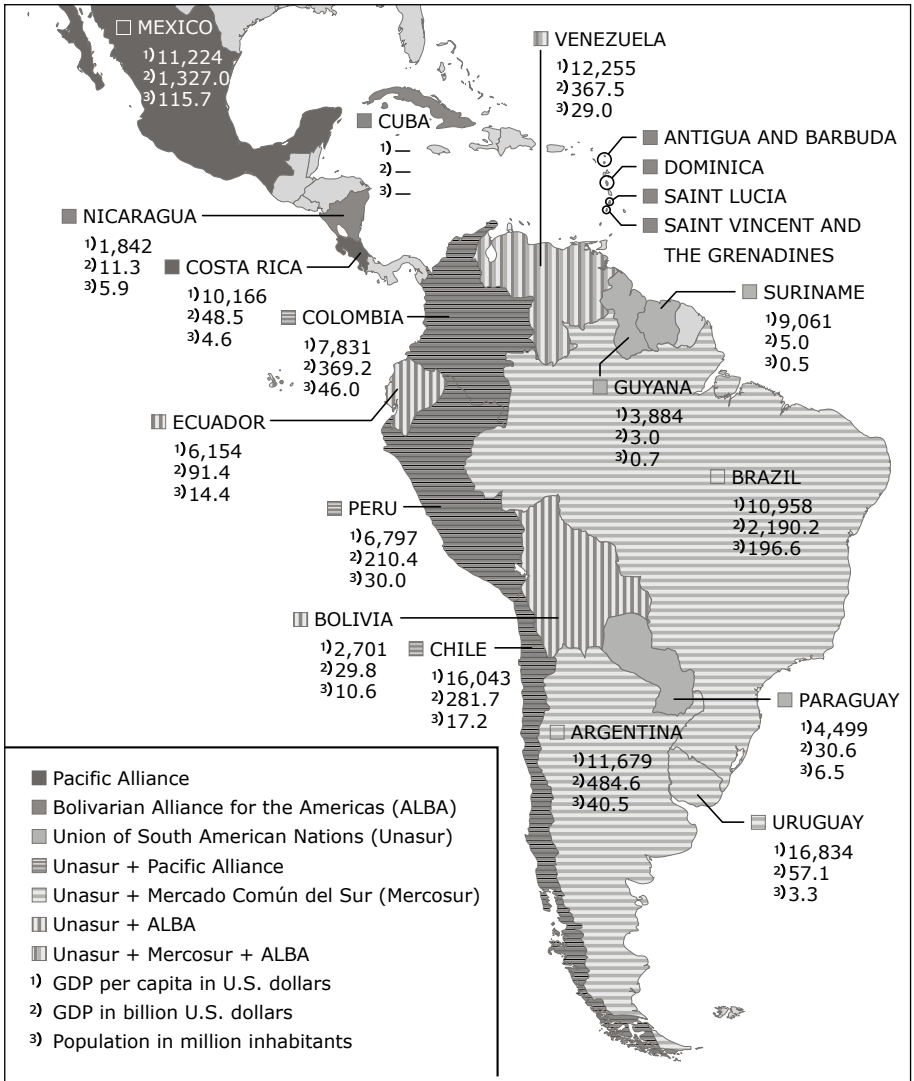 MEXICO
1) 11,224
2) 1,327.0
3) 115.7
VENEZUELA
1) 12,255
2) 367.5
3) 29.0
CUBA
1) —
2) —
3) —
ANTIGUA AND BARBUDA
DOMINICA
SAINT LUCIA
SAINT VINCENT AND
THE GRENADINES
NICARAGUA
1) 1,842
2) 11.3
3) 5.9
COSTA RICA
1) 10,166
2) 48.5
3) 4.6
SURINAME
1) 9,061
2) 5.0
3) 0.5
COLOMBIA
1) 7,831
2) 369.2
3) 46.0
GUYANA
1) 3,884
2) 3.0
3) 0.7
ECUADOR
1) 6,154
2) 91.4
3) 14.4
BRAZIL
1) 10,958
2) 2,190.2
3) 196.6
PERU
1) 6,797
2) 210.4
3) 30.0
BOLIVIA
1) 2,701
2) 29.8
3) 10.6
CHILE
1) 16,043
2) 281.7
3) 17.2
PARAGUAY
1) 4,499
2) 30.6
3) 6.5
ARGENTINA
1) 11,679
2) 484.6
3) 40.5
URUGUAY
1) 16,834
2) 57.1
3) 3.3
Pacific Alliance
Bolivarian Alliance for the Americas (ALBA)
Union of South American Nations (Unasur)
Unasur + Pacific Alliance
Unasur + Mercado Común del Sur (Mercosur)
Unasur + ALBA
Unasur + Mercosur + ALBA
1) GDP per capita in U.S. dollars
2) GDP in billion U.S. dollars
3) Population in million inhabitants